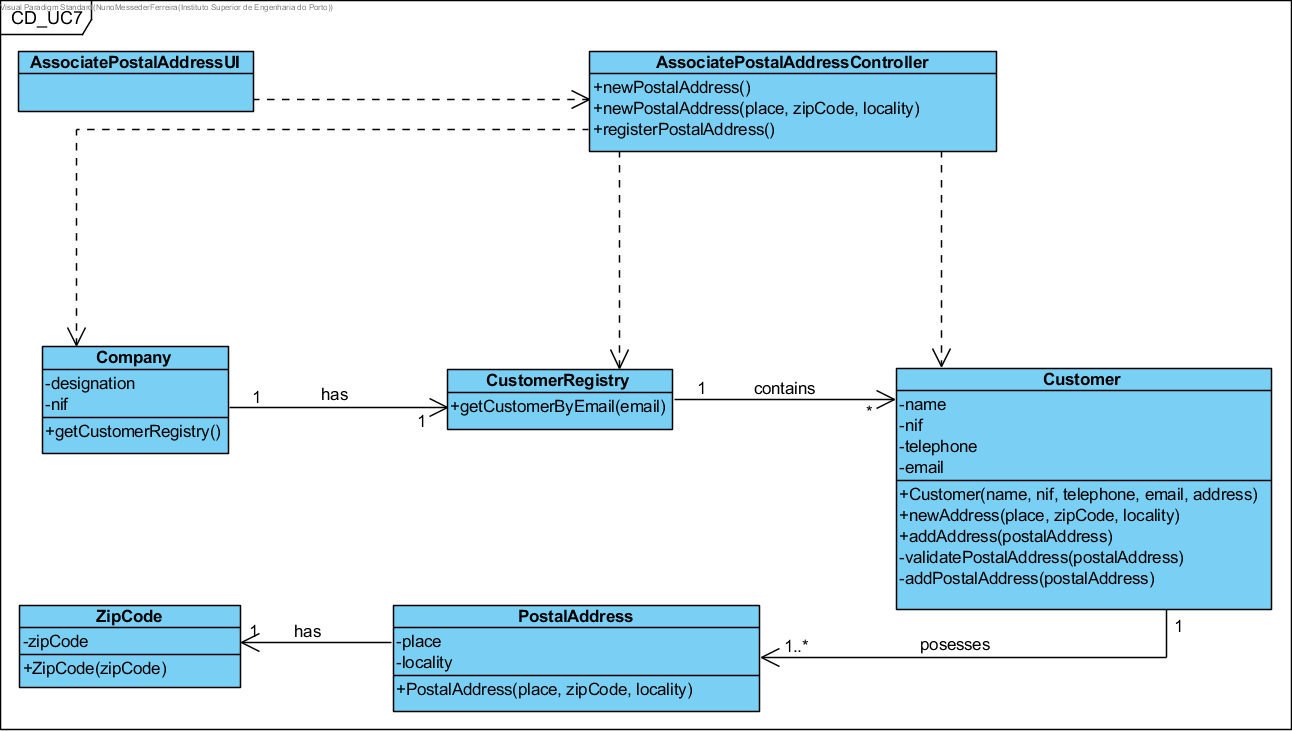 Visual Paradigm Standard(NunoMessederFerreira(Instituto Superior de Engenharia do Porto))
CD_UC7
AssociatePostalAddressUI
AssociatePostalAddressController
+newPostalAddress()
+newPostalAddress(place, zipCode, locality)
+registerPostalAddress()
Company
-designation
-nif
+getCustomerRegistry()
1
has
1
CustomerRegistry
+getCustomerByEmail(email)
1
contains
*
Customer
-name
-nif
-telephone
-email
+Customer(name, nif, telephone, email, address)
+newAddress(place, zipCode, locality)
+addAddress(postalAddress)
-validatePostalAddress(postalAddress)
-addPostalAddress(postalAddress)
ZipCode
-zipCode
+ZipCode(zipCode)
1
has
PostalAddress
-place
-locality
+PostalAddress(place, zipCode, locality)
1..*
posesses
1